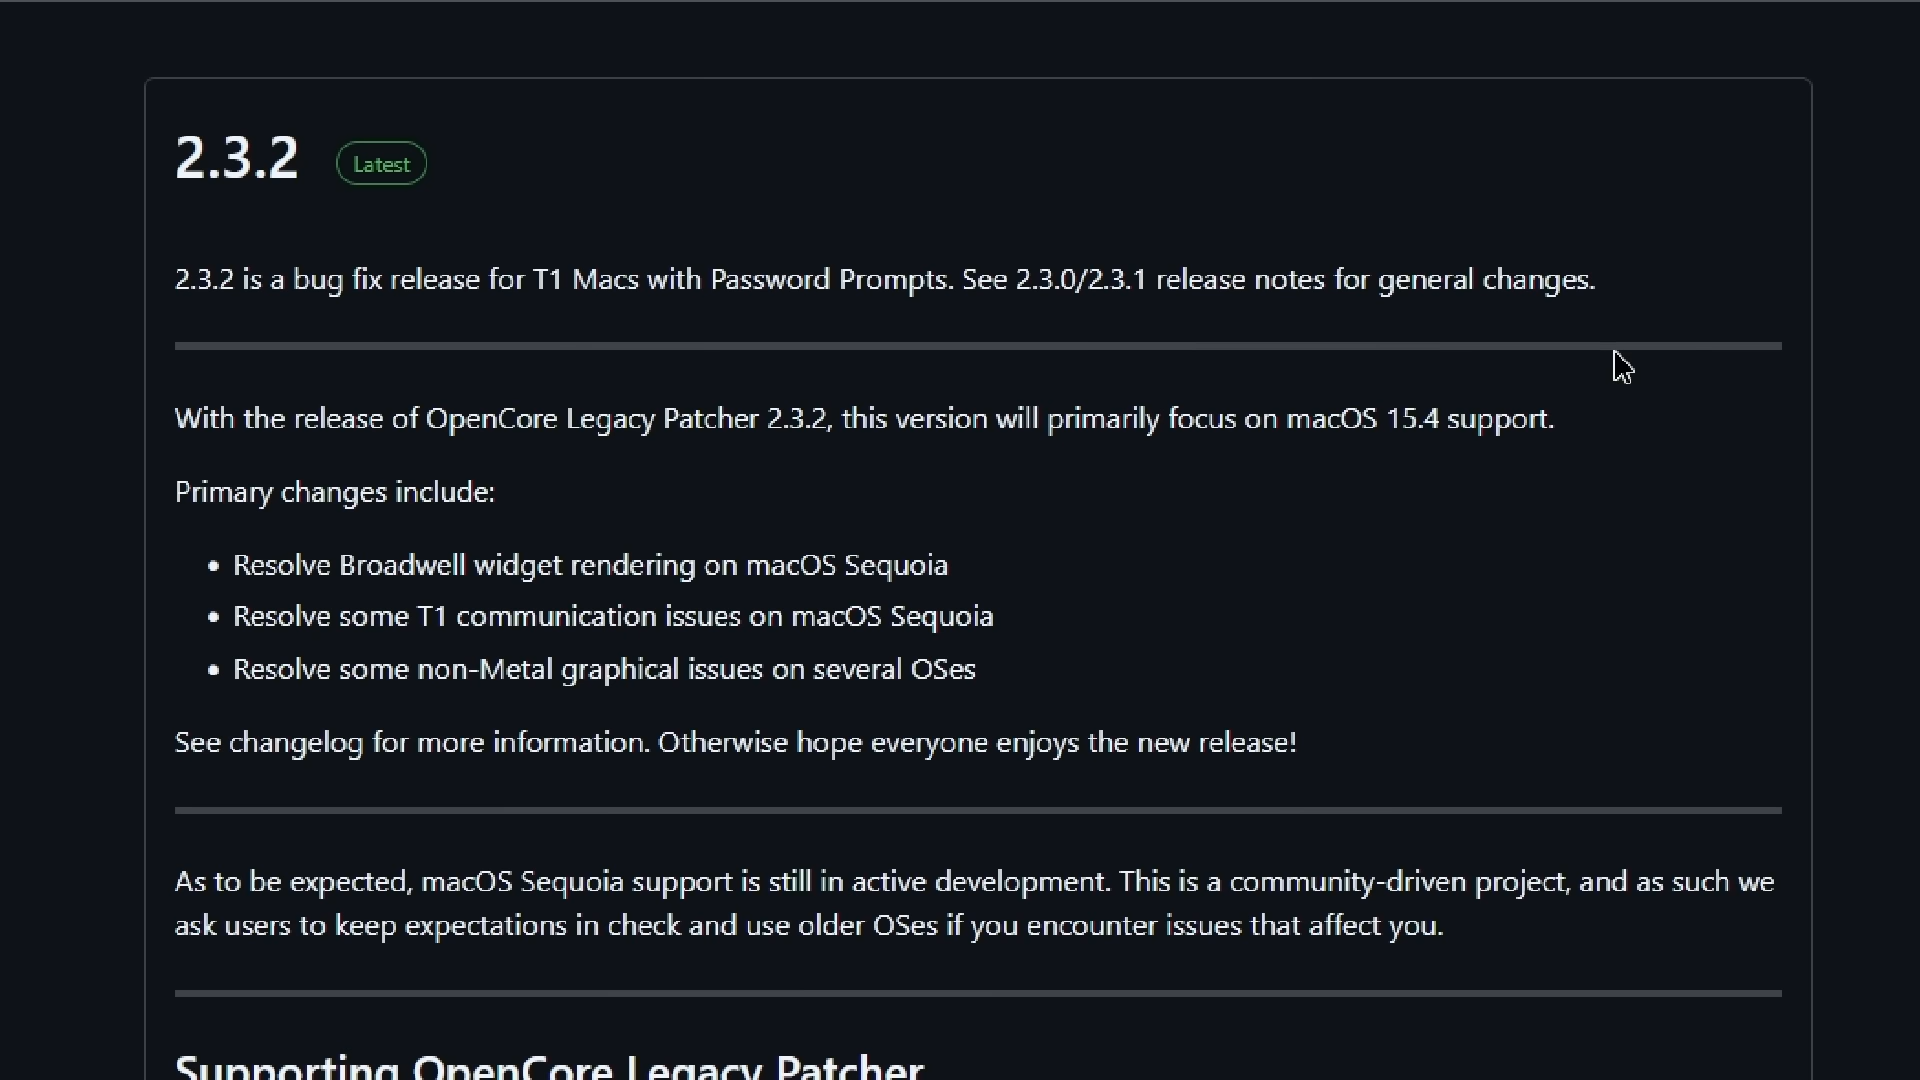 2.3.2 Latest
2.3.2 is a bug fix release for T1 Macs with Password Prompts. See 2.3.0/2.3.1 release notes for general changes.
With the release of OpenCore Legacy Patcher 2.3.2, this version will primarily focus on macOS 15.4 support.
Primary changes include:
• Resolve Broadwell widget rendering on macOS Sequoia
• Resolve some T1 communication issues on macOS Sequoia
• Resolve some non-Metal graphical issues on several OSes
See changelog for more information. Otherwise hope everyone enjoys the new release!
As to be expected, macOS Sequoia support is still in active development. This is a community-driven project, and as such we
ask users to keep expectations in check and use older OSes if you encounter issues that affect you.
Supporting OpenCore Legacy Patcher